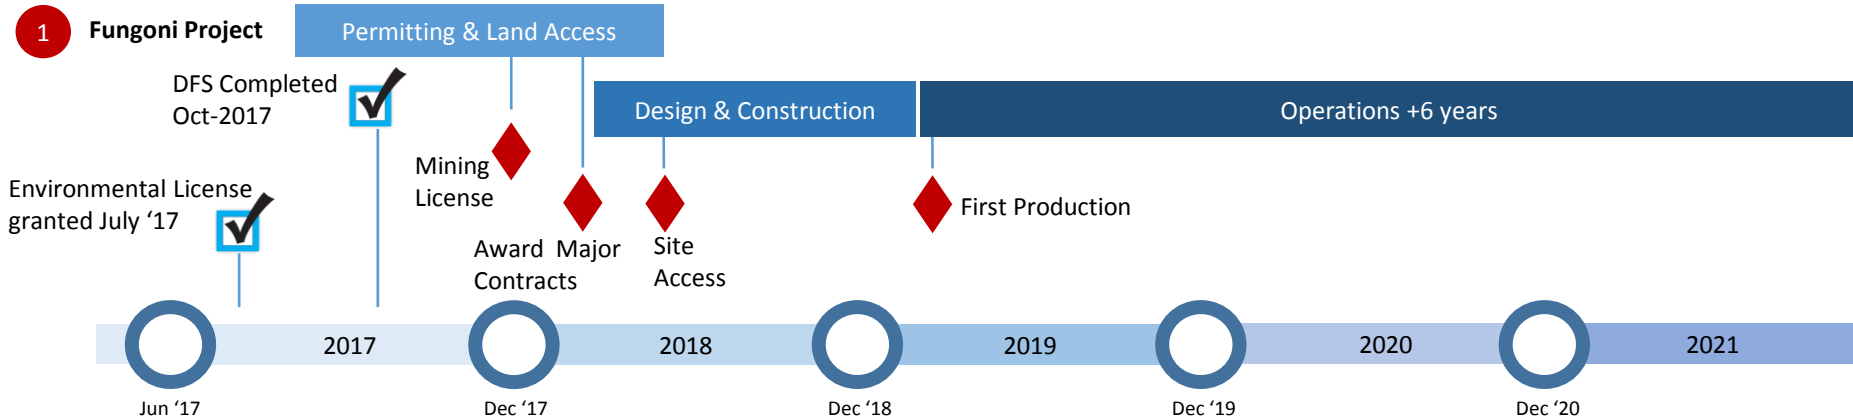 1
Fungoni Project
Permitting & Land Access
DFS Completed
Oct-2017
Design & Construction
Operations +6 years
Environmental License
granted July ‘17
Mining
License
Award  Major
Contracts
Site
Access
First Production
2017
2018
2019
2020
2021
Jun ‘17
Dec ‘17
Dec ‘18
Dec ‘19
Dec ‘20